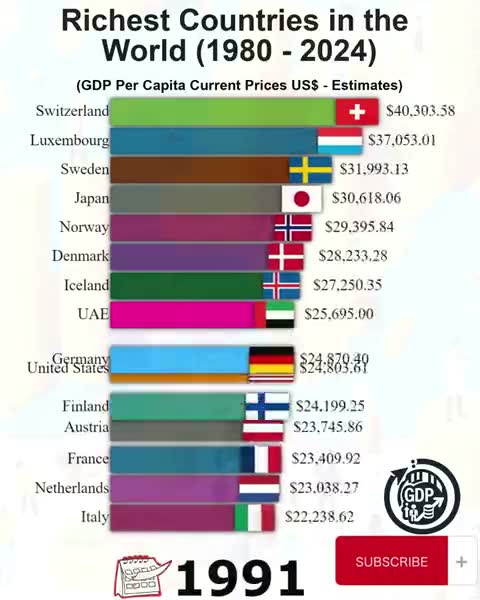 Richest Countries in the
World (1980 - 2024)
(GDP Per Capita Current Prices US$ - Estimates)
Switzerland $40,303.58
Luxembourg $37,053.01
Sweden $31,993.13
Japan $30,618.06
Norway $29,395.84
Denmark $28,233.28
Iceland $27,250.35
UAE $25,695.00
Germany $24,870.40
United States $24,803.61
Finland $24,199.25
Austria $23,745.86
France $23,409.92
Netherlands $23,038.27
Italy $22,238.62
GDP
SUBSCRIBE +
1991